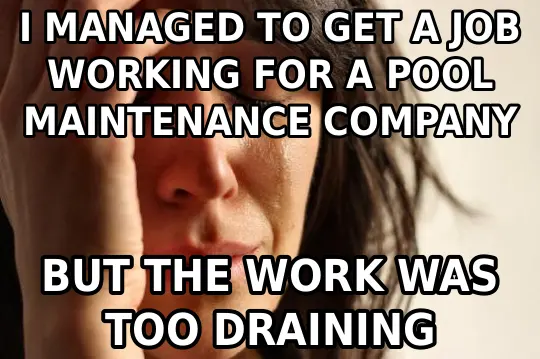 I MANAGED TO GET A JOB
WORKING FOR A POOL
MAINTENANCE COMPANY
BUT THE WORK WAS
TOO DRAINING